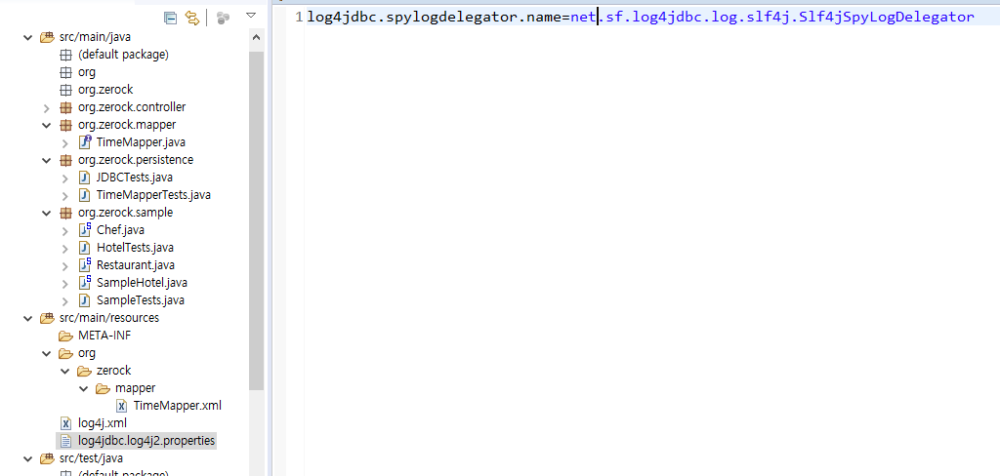 src/main/java
(default package)
org
org.zerock
org.zerock.controller
org.zerock.mapper
TimeMapper.java
org.zerock.persistence
JDBCTests.java
TimeMapperTests.java
org.zerock.sample
Chef.java
HotelTests.java
Restaurant.java
SampleHotel.java
SampleTests.java
src/main/resources
META-INF
org
zerock
mapper
TimeMapper.xml
log4j.xml
log4jdbc.log4j2.properties
src/test/java
(default package)
1 log4jdbc.spylogdelegator.name=net.sf.log4jdbc.log.slf4j.Slf4jSpyLogDelegator